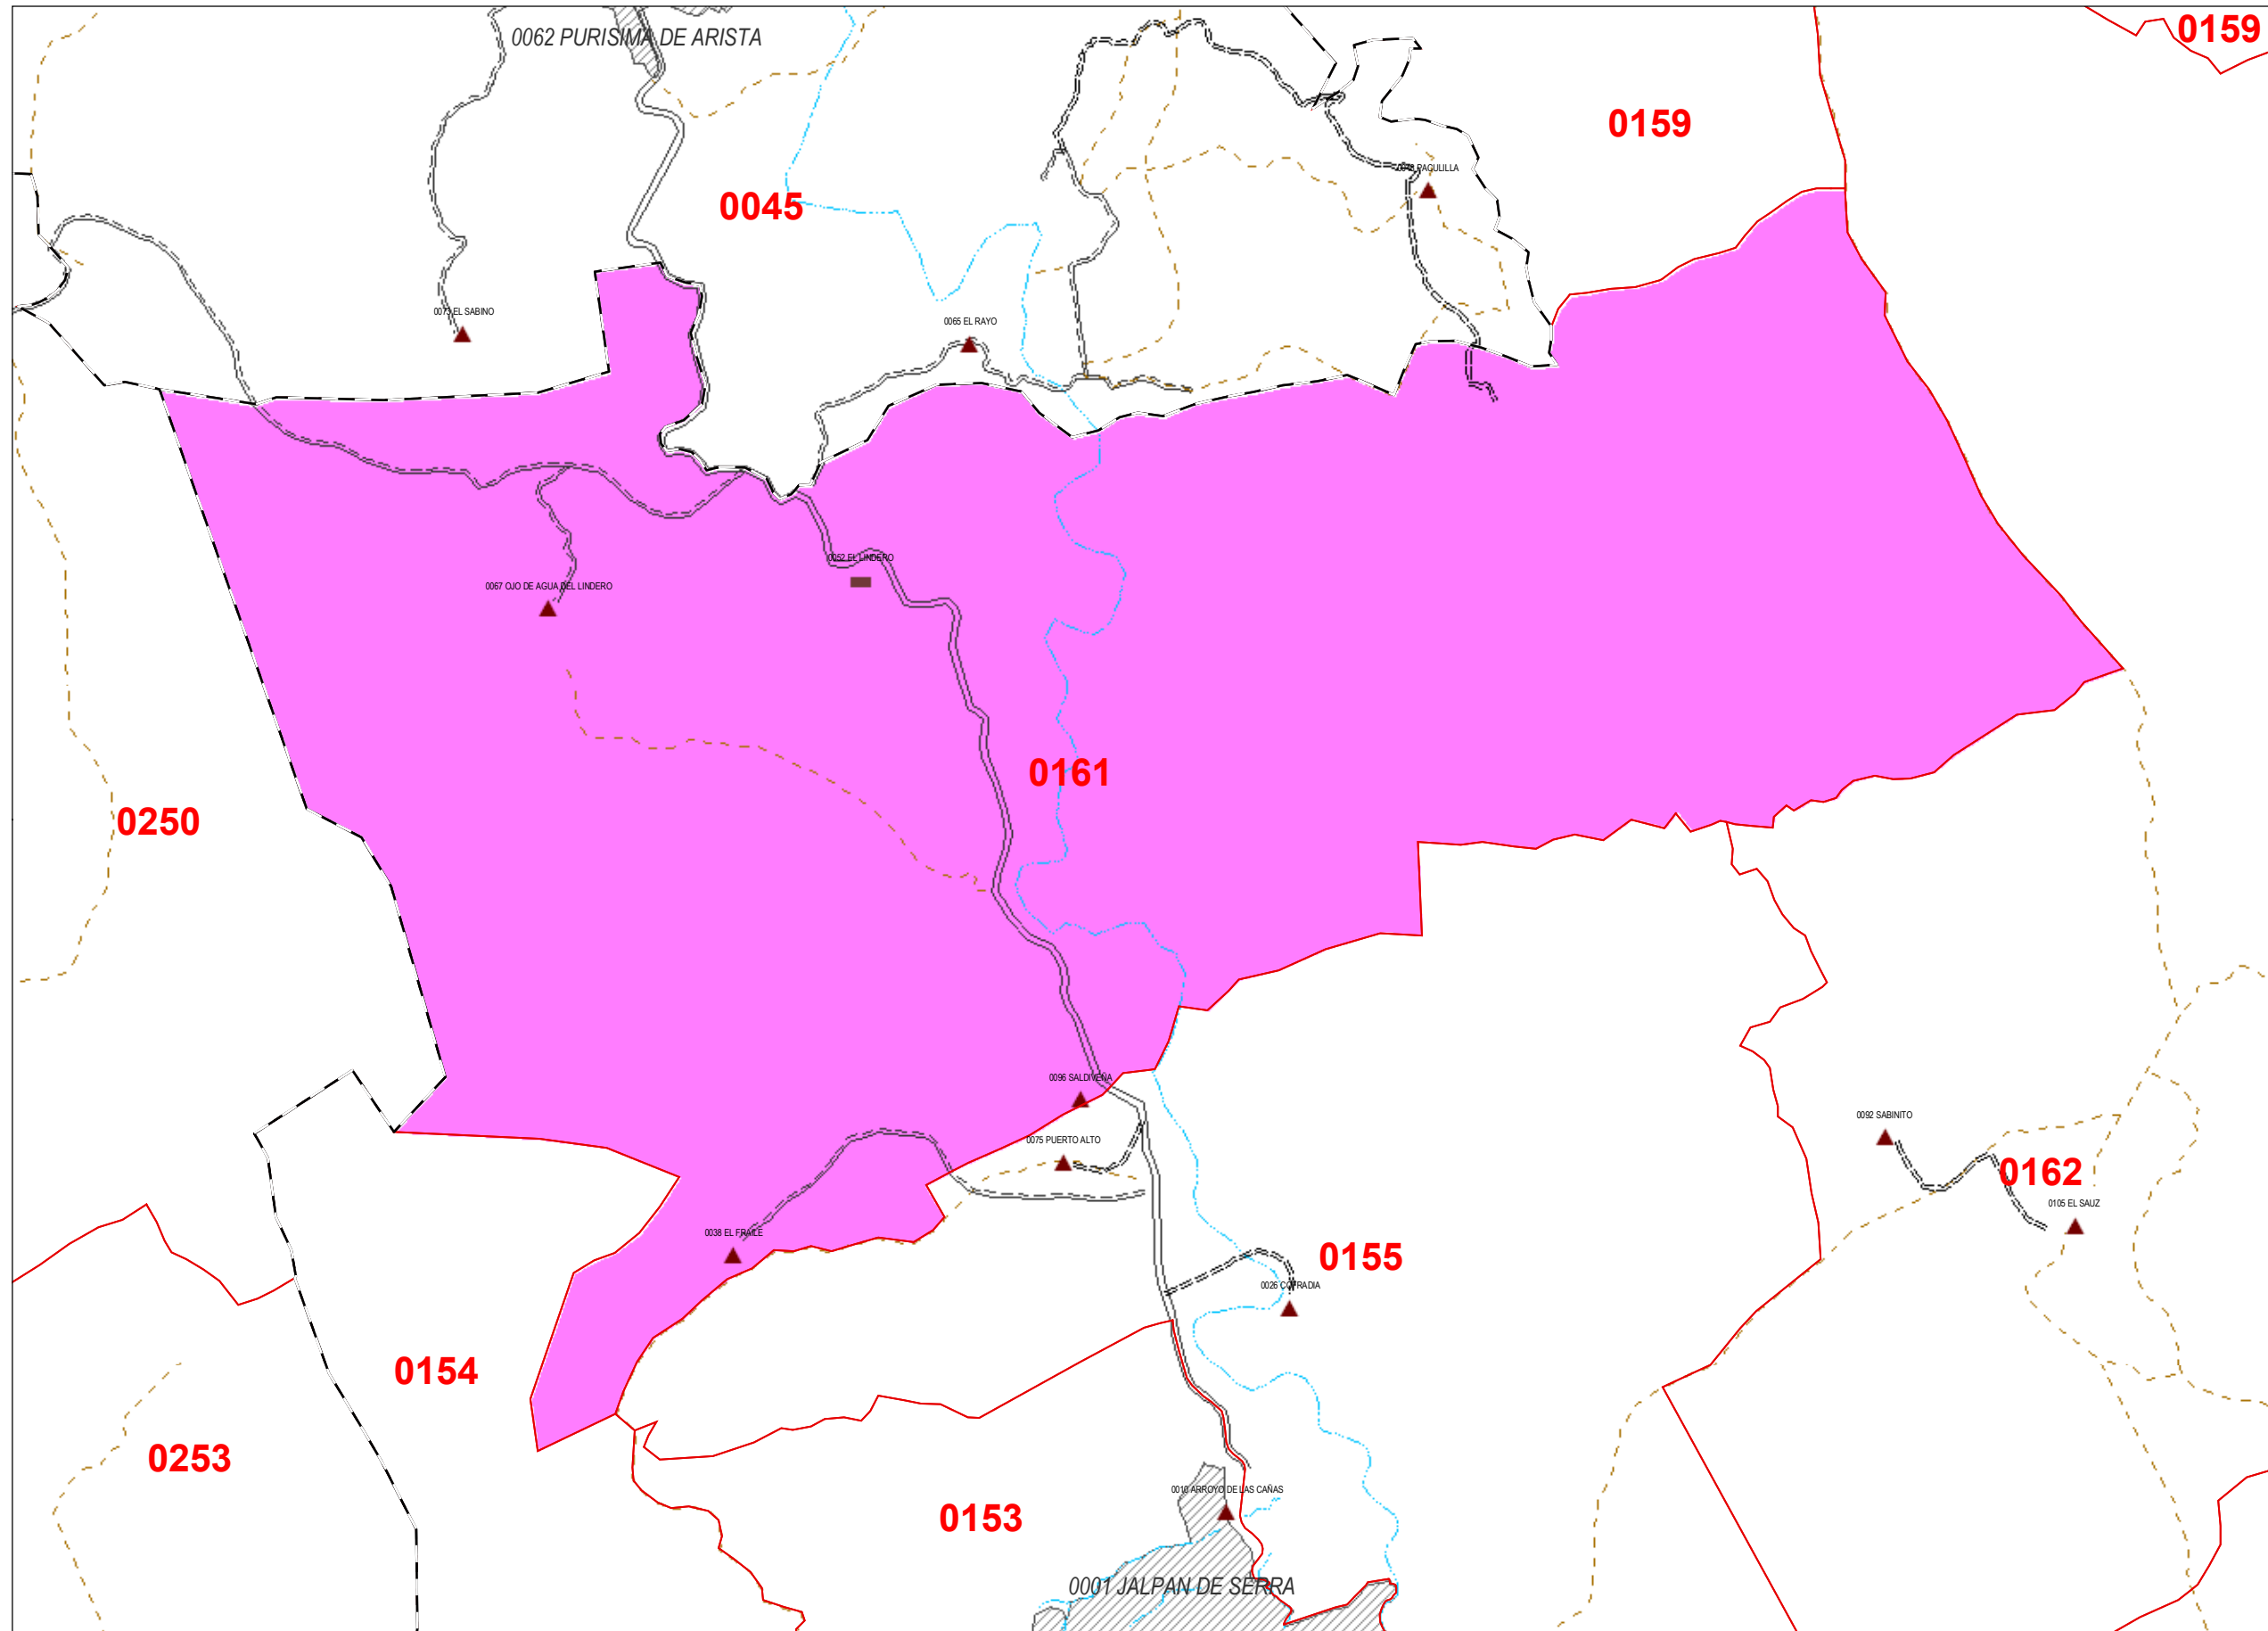 0159
0062 PURISIMA DE ARISTA
0159
PAGULILLA
0045
0073 EL SABINO
0065 EL RAYO
0052 EL LINDERO
0067 OJO DE AGUA DEL LINDERO
0161
0250
0096 SALDIVEÑA
0092 SABINITO
0075 PUERTO ALTO
0162
0105 EL SAUZ
0038 EL FRAILE
0155
0026 COFRADIA
0154
0253
0010 ARROYO DE LAS CAÑAS
0153
0001 JALPAN DE SERRA